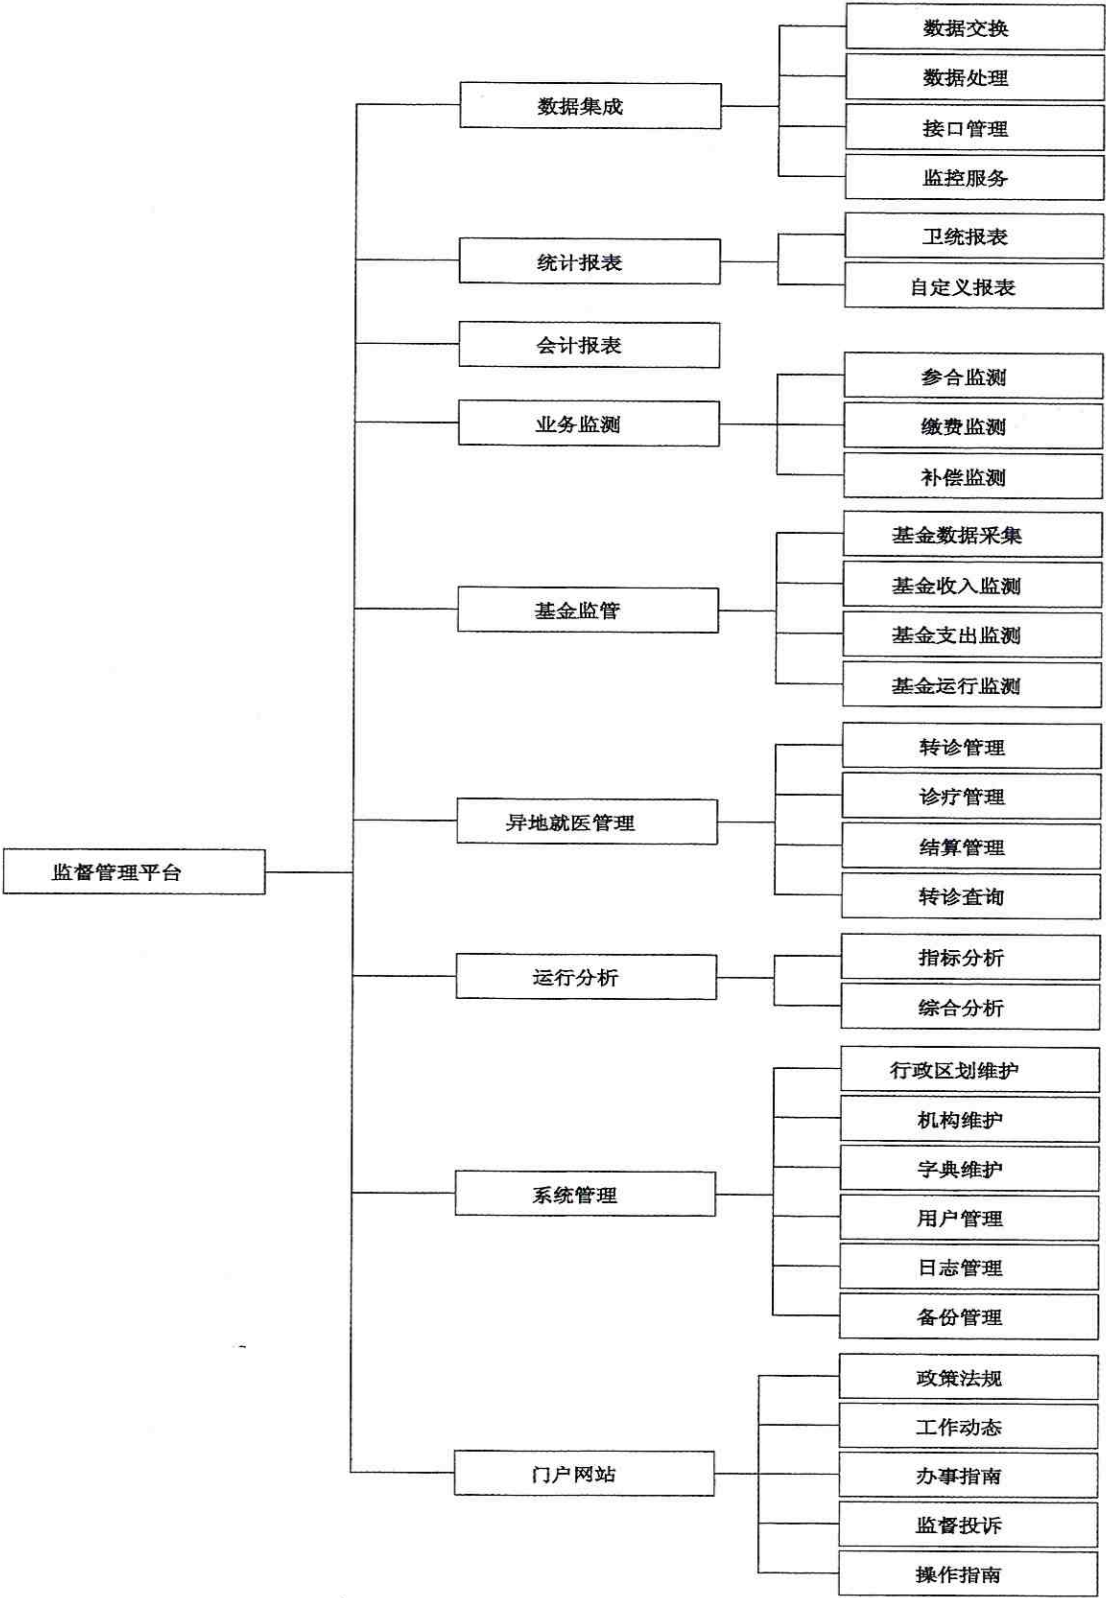 监督管理平台
数据集成
数据交换
数据处理
接口管理
监控服务
统计报表
卫统报表
自定义报表
会计报表
业务监测
参合监测
缴费监测
补偿监测
基金监管
基金数据采集
基金收入监测
基金支出监测
基金运行监测
异地就医管理
转诊管理
诊疗管理
结算管理
转诊查询
运行分析
指标分析
综合分析
系统管理
行政区划维护
机构维护
字典维护
用户管理
日志管理
备份管理
门户网站
政策法规
工作动态
办事指南
监督投诉
操作指南